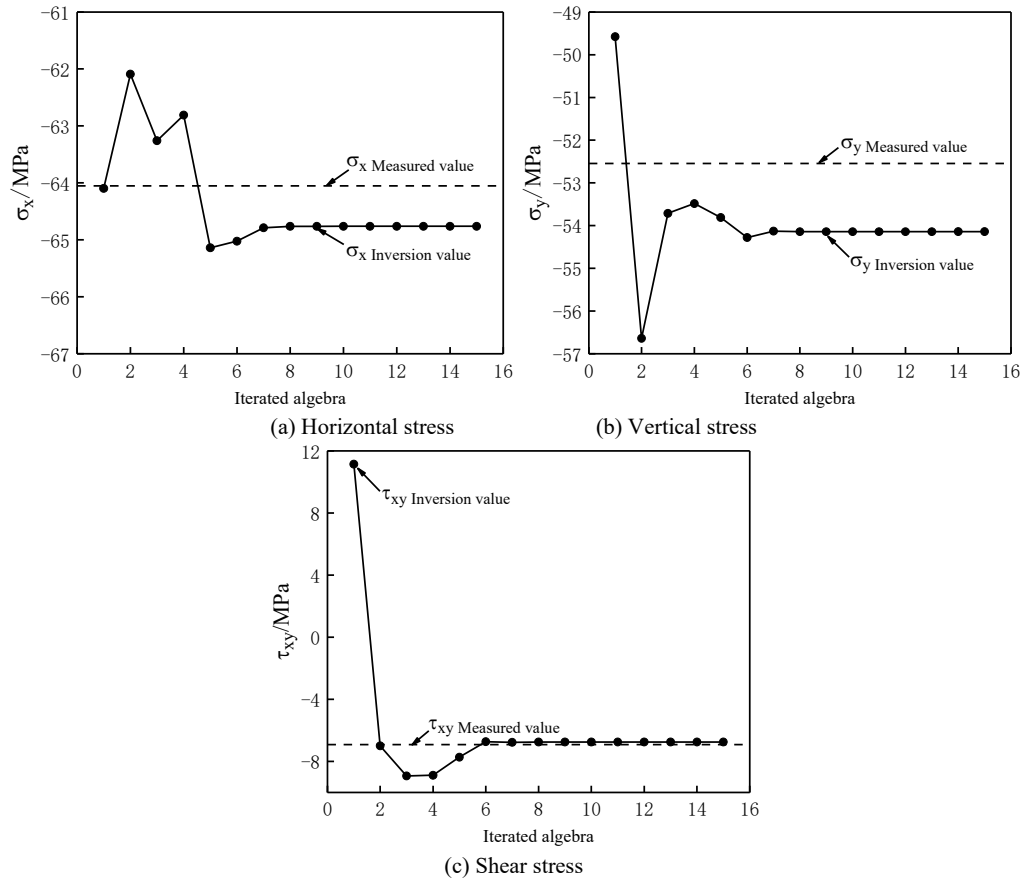 −61
−62
−63
−64
−65
−66
−67
σx/MPa
σx Measured value
σx Inversion value
0 2 4 6 8 10 12 14 16
Iterated algebra
(a) Horizontal stress
−49
−50
−51
−52
−53
−54
−55
−56
−57
σy/MPa
σy Measured value
σy Inversion value
0 2 4 6 8 10 12 14 16
Iterated algebra
(b) Vertical stress
12
8
4
0
−4
−8
τxy/MPa
τxy Inversion value
τxy Measured value
0 2 4 6 8 10 12 14 16
Iterated algebra
(c) Shear stress